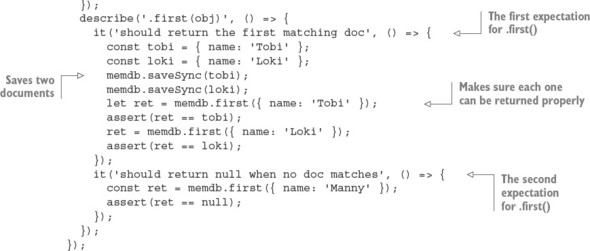 });
describe('.first(obj)', () => {
it('should return the first matching doc', () => {
The first expectation
for .first()
const tobi = { name: 'Tobi' };
const loki = { name: 'Loki' };
Saves two
documents
memdb.saveSync(tobi);
memdb.saveSync(loki);
let ret = memdb.first({ name: 'Tobi' });
Makes sure each one
can be returned properly
assert(ret == tobi);
ret = memdb.first({ name: 'Loki' });
assert(ret == loki);
});
it('should return null when no doc matches', () => {
The second
expectation
for .first()
const ret = memdb.first({ name: 'Manny' });
assert(ret == null);
});
});
});